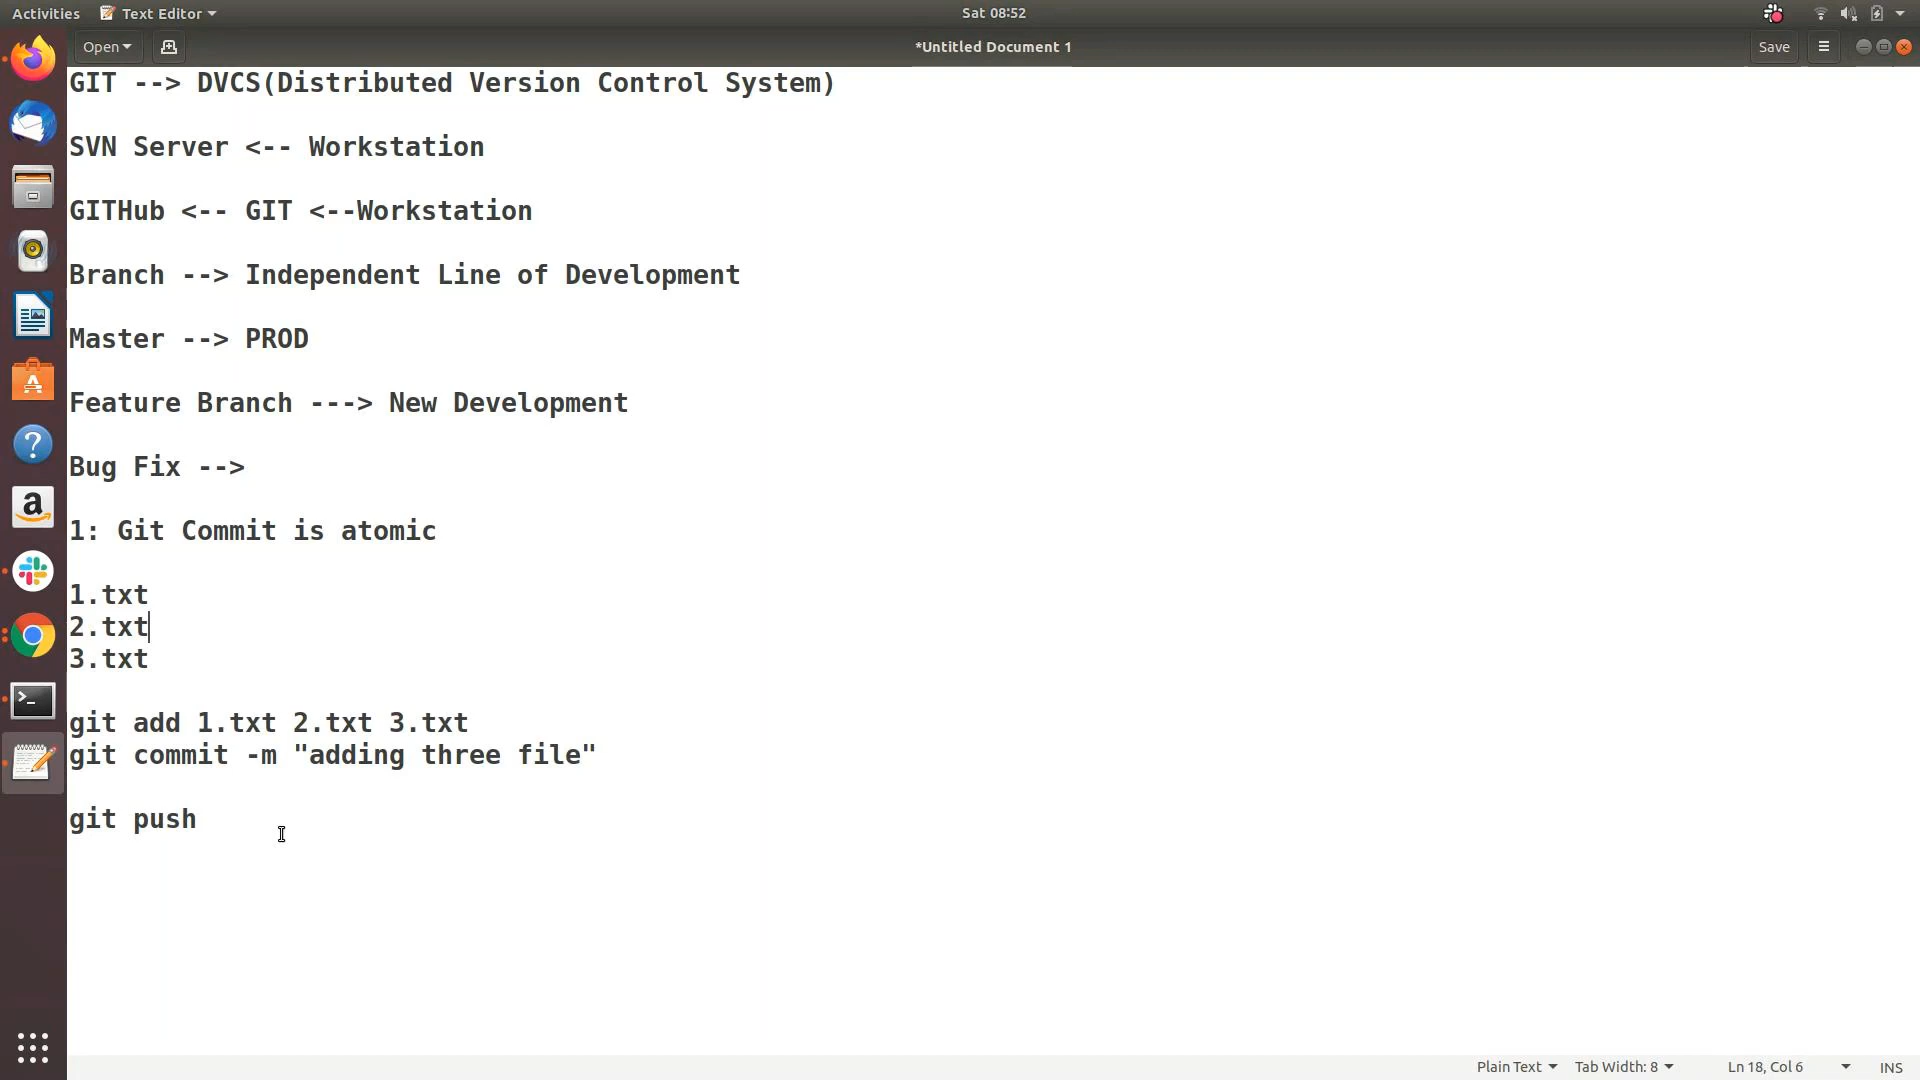 Activities
Text Editor
Sat 08:52
Open
*Untitled Document 1
Save
GIT --> DVCS(Distributed Version Control System)
SVN Server <-- Workstation
GITHub <-- GIT <--Workstation
Branch --> Independent Line of Development
Master --> PROD
Feature Branch ---> New Development
Bug Fix -->
1: Git Commit is atomic
1.txt
2.txt
3.txt
git add 1.txt 2.txt 3.txt
git commit -m "adding three file"
git push
Plain Text
Tab Width: 8
Ln 18, Col 6
INS